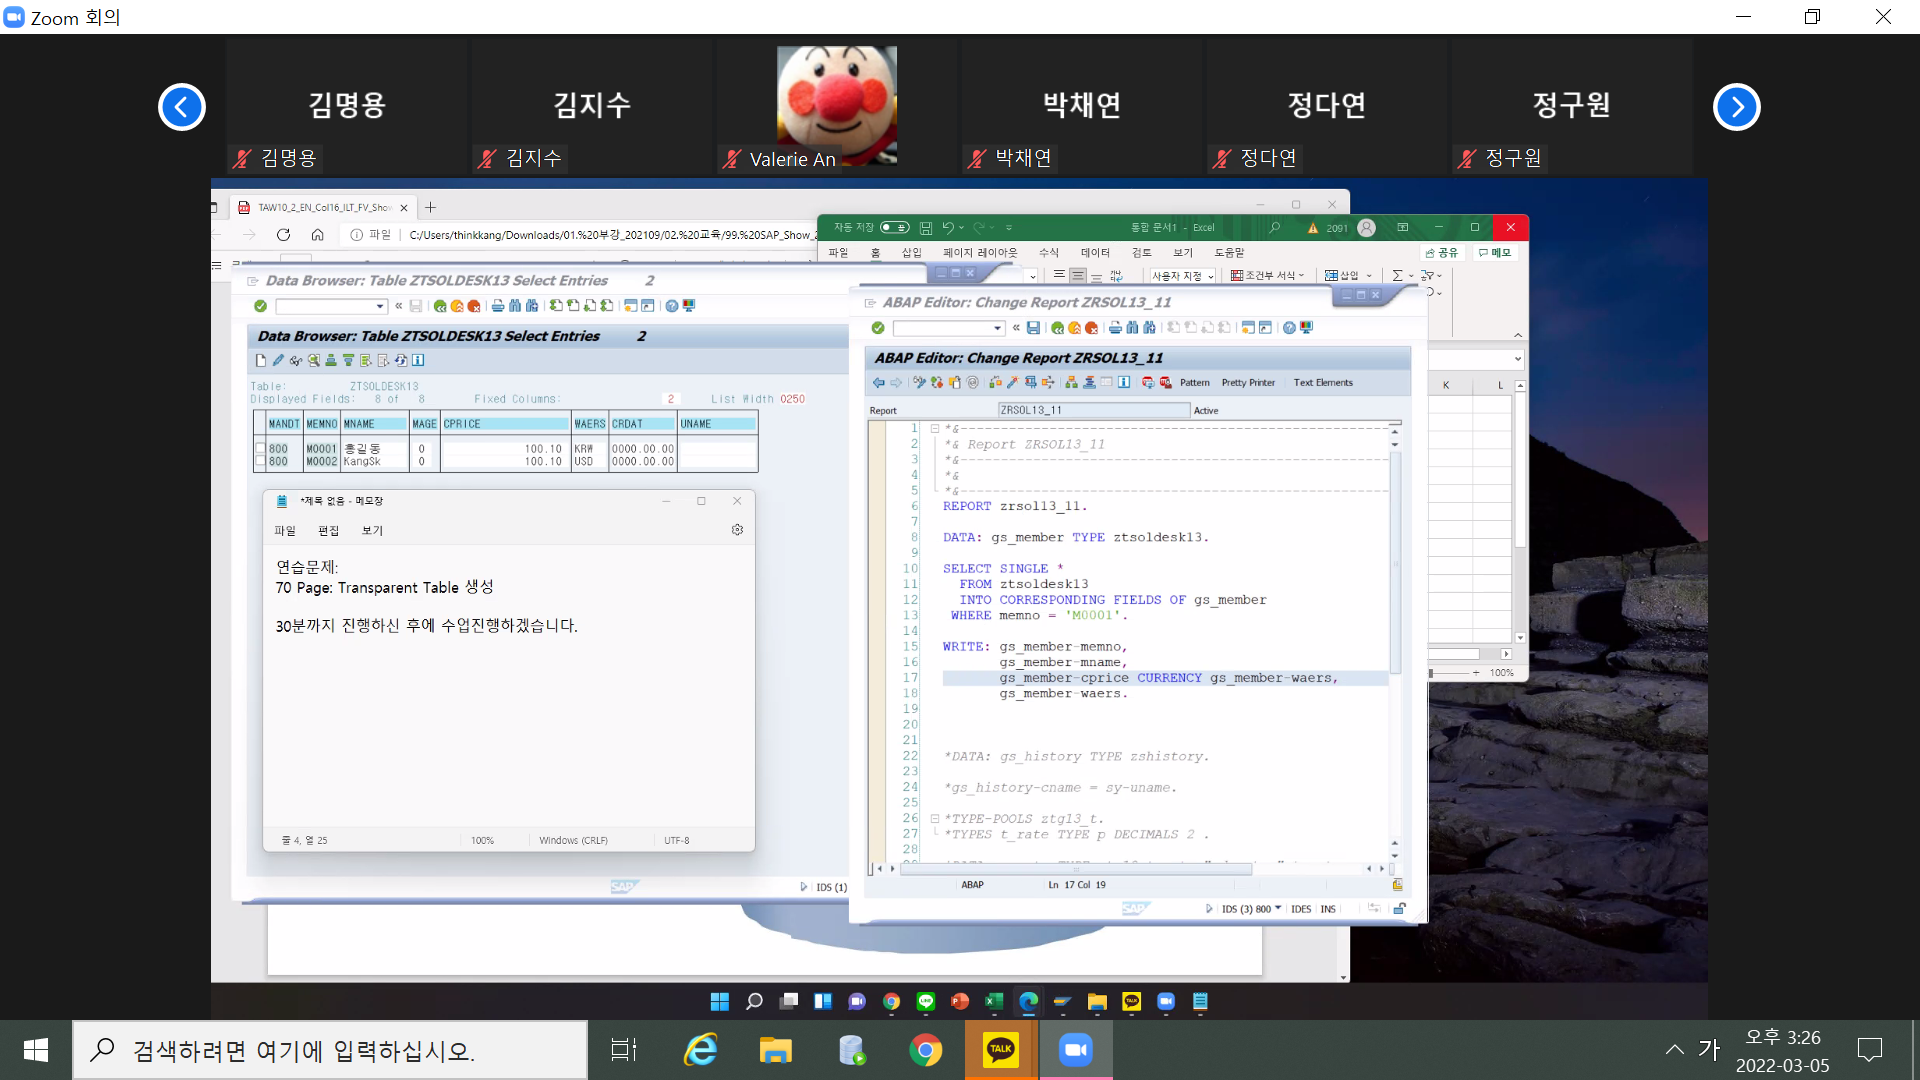 Zoom 회의
김명용
김지수
박채연
정다연
정구원
김명용
김지수
Valerie An
박채연
정다연
정구원
TAW10_2_EN_Col16_ILT_FV_Show
파일 C:/Users/thinkkang/Downloads/01.%20부강_202109/02.%20교육/99.%20SAP_Show_2
자동 저장
통합 문서1 - Excel
2091
파일 홈 삽입 페이지 레이아웃 수식 데이터 검토 보기 도움말
공유 메모
사용자 지정
조건부 서식
삽입
K L
100%
Data Browser: Table ZTSOLDESK13 Select Entries 2
Data Browser: Table ZTSOLDESK13 Select Entries 2
Table: ZTSOLDESK13
Displayed Fields: 8 of 8 Fixed Columns: 2 List Width 0250
MANDT MEMNO MNAME MAGE CPRICE WAERS CRDAT UNAME
800 M0001 홍길동 0 100.10 KRW 0000.00.00
800 M0002 KangSk 0 100.10 USD 0000.00.00
*제목 없음 - 메모장
파일 편집 보기
연습문제:
70 Page: Transparent Table 생성
30분까지 진행하신 후에 수업진행하겠습니다.
줄 4, 열 25 100% Windows (CRLF) UTF-8
SAP
IDS (1)
ABAP Editor: Change Report ZRSOL13_11
ABAP Editor: Change Report ZRSOL13_11
Pattern Pretty Printer Text Elements
Report ZRSOL13_11 Active
1 *&---------------------------------------------------------
2 *& Report ZRSOL13_11
3 *&---------------------------------------------------------
4 *&
5 *&---------------------------------------------------------
6 REPORT zrsol13_11.
7
8 DATA: gs_member TYPE ztsoldesk13.
9
10 SELECT SINGLE *
11 FROM ztsoldesk13
12 INTO CORRESPONDING FIELDS OF gs_member
13 WHERE memno = 'M0001'.
14
15 WRITE: gs_member-memno,
16 gs_member-mname,
17 gs_member-cprice CURRENCY gs_member-waers,
18 gs_member-waers.
19
20
21
22 *DATA: gs_history TYPE zshistory.
23
24 *gs_history-cname = sy-uname.
25
26 *TYPE-POOLS ztg13_t.
27 *TYPES t_rate TYPE p DECIMALS 2 .
28
ABAP Ln 17 Col 19
SAP
IDS (3) 800 IDES INS
TALK
검색하려면 여기에 입력하십시오.
TALK
가
오후 3:26
2022-03-05